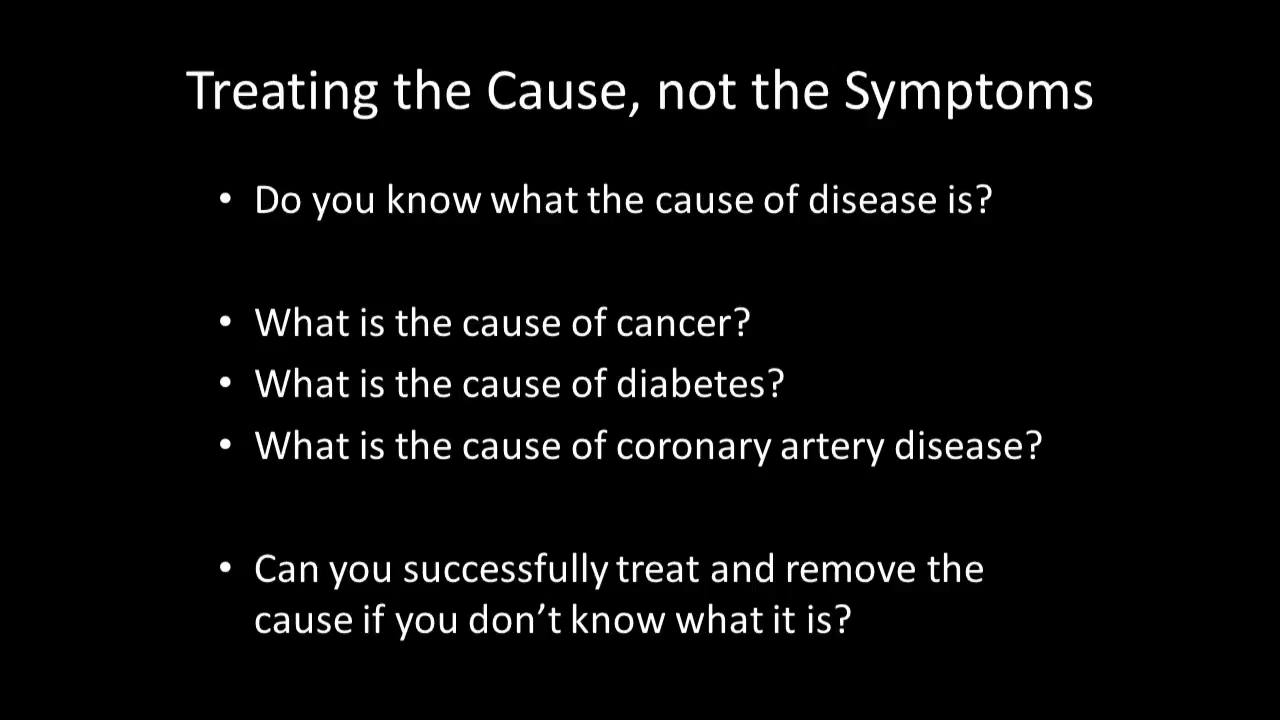 Treating the Cause, not the Symptoms
• Do you know what the cause of disease is?
• What is the cause of cancer?
• What is the cause of diabetes?
• What is the cause of coronary artery disease?
• Can you successfully treat and remove the
cause if you don’t know what it is?